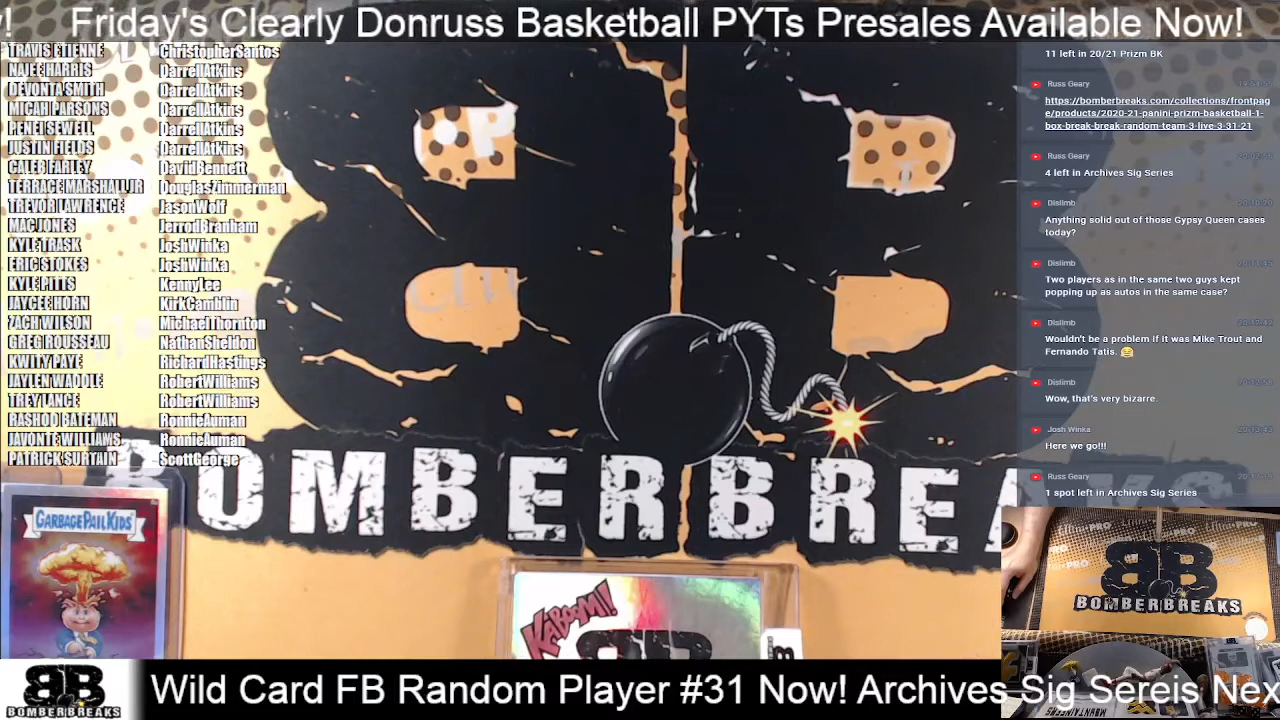 !    Friday's Clearly Donruss Basketball PYTs Presales Available Now!
TRAVIS ETIENNE ChristopherSantos
NAJEE HARRIS DarrellAtkins
DEVONTA SMITH DarrellAtkins
MICAH PARSONS DarrellAtkins
PENEI SEWELL DarrellAtkins
JUSTIN FIELDS DarrellAtkins
CALEB FARLEY DavidBennett
TERRACE MARSHALL JR DouglasZimmerman
TREVOR LAWRENCE JasonWolf
MAC JONES JerrodBranham
KYLE TRASK JoshWinka
ERIC STOKES JoshWinka
KYLE PITTS KennyLee
JAYCEE HORN KirkCamblin
ZACH WILSON MichaelThornton
GREG ROUSSEAU NathanSheldon
KWITY PAYE RichardHastings
JAYLEN WADDLE RobertWilliams
TREY LANCE RobertWilliams
RASHOD BATEMAN RonnieAuman
JAVONTE WILLIAMS RonnieAuman
PATRICK SURTAIN ScottGeorge
11 left in 20/21 Prizm BK
Russ Geary
https://bomberbreaks.com/collections/frontpag
e/products/2020-21-panini-prizm-basketball-1-
box-break-break-random-team-9-live-9-31-21
Russ Geary
4 left in Archives Sig Series
Dislimb
Anything solid out of those Gypsy Queen cases
today?
Dislimb
Two players as in the same two guys kept
popping up as autos in the same case?
Dislimb
Wouldn't be a problem if it was Mike Trout and
Fernando Tatis.
Dislimb
Wow, that's very bizarre.
Josh Winka
Here we go!!!
Russ Geary
1 spot left in Archives Sig Series
BOMBERBREA
GARBAGE PAIL KIDS
KABOOM!!
BB
BOMBERBREAKS
MOUNTAINEERS
BB
BOMBERBREAKS
Wild Card FB Random Player #31 Now! Archives Sig Sereis Nex